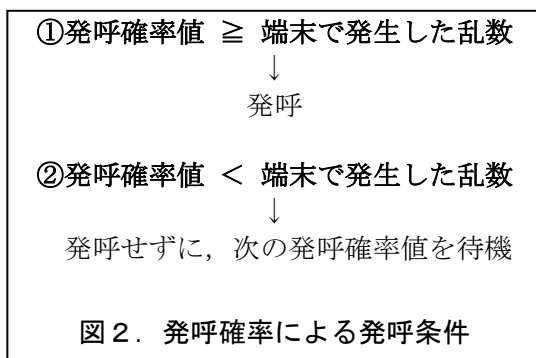 ①発呼確率値 ≧ 端末で発生した乱数
↓
発呼
②発呼確率値 < 端末で発生した乱数
↓
発呼せずに，次の発呼確率値を待機
図２．発呼確率による発呼条件